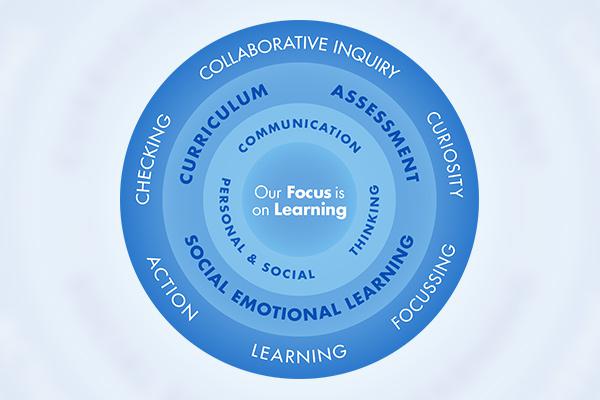 COLLABORATIVE INQUIRY
CURIOSITY
FOCUSSING
LEARNING
ACTION
CHECKING
CURRICULUM
ASSESSMENT
SOCIAL EMOTIONAL LEARNING
COMMUNICATION
THINKING
PERSONAL & SOCIAL
Our Focus is
on Learning